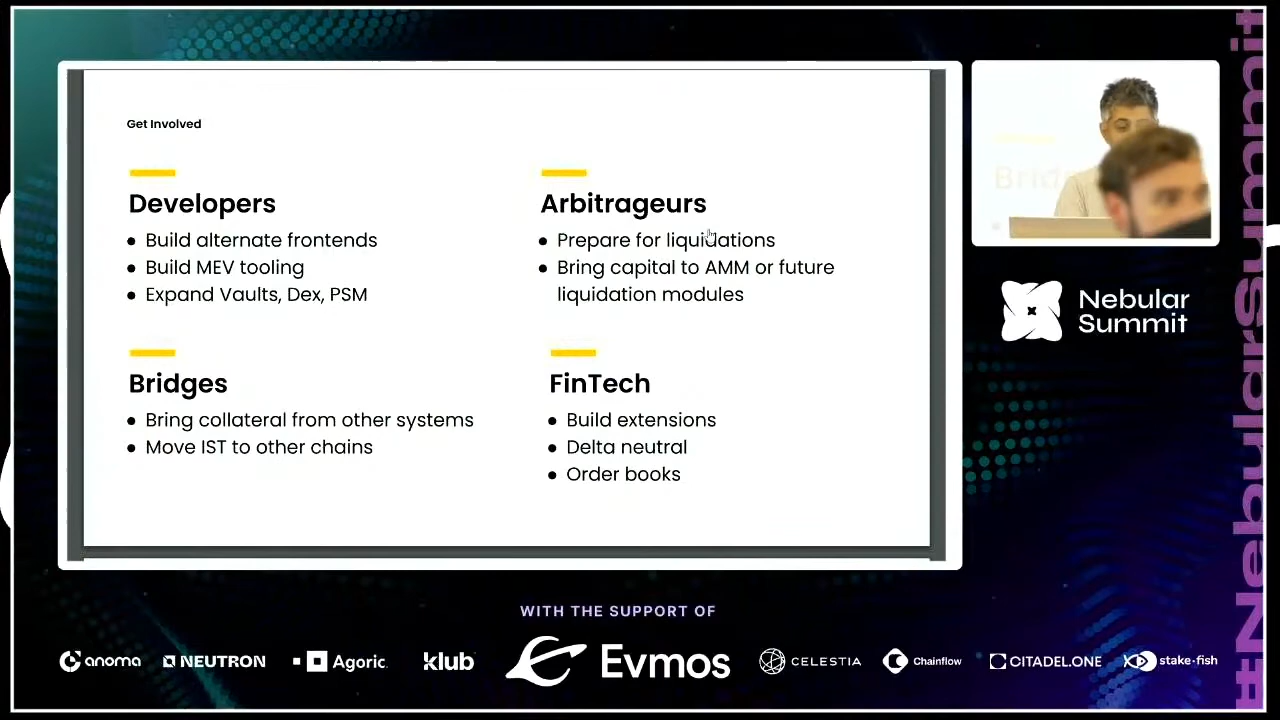 Get Involved
Developers
● Build alternate frontends
● Build MEV tooling
● Expand Vaults, Dex, PSM
Arbitrageurs
● Prepare for liquidations
● Bring capital to AMM or future
liquidation modules
Bridges
● Bring collateral from other systems
● Move IST to other chains
FinTech
● Build extensions
● Delta neutral
● Order books
Nebular
Summit
#NebularSummit
WITH THE SUPPORT OF
anoma
NEUTRON
Agoric
klub
Evmos
CELESTIA
Chainflow
CITADEL.ONE
stake·fish